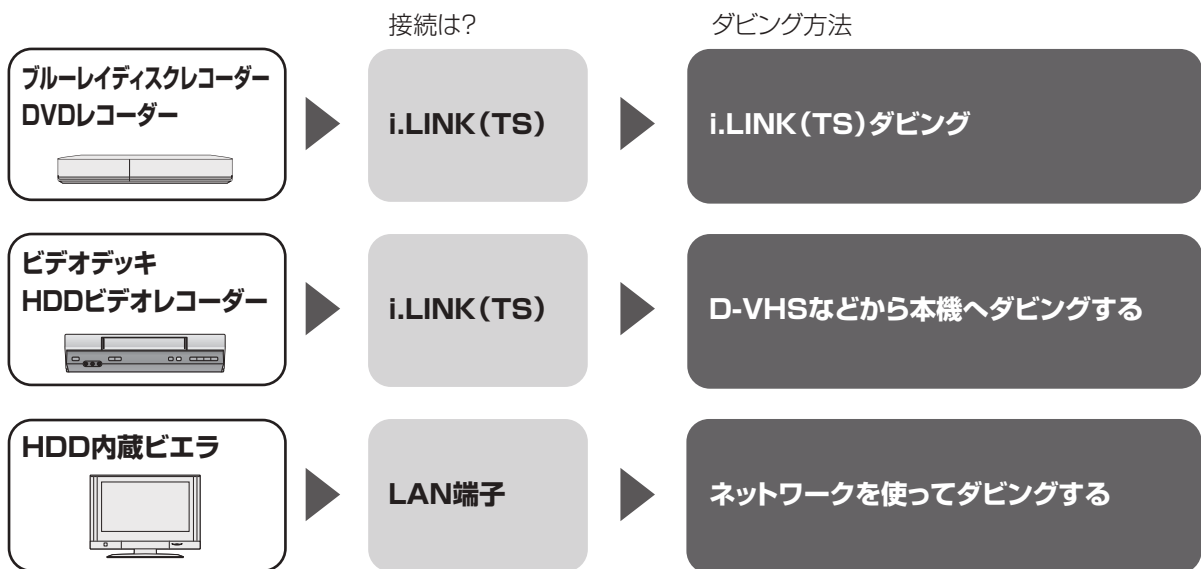 接続は?
ダビング方法
ブルーレイディスクレコーダー
DVDレコーダー
i.LINK(TS)
i.LINK(TS)ダビング
ビデオデッキ
HDDビデオレコーダー
i.LINK(TS)
D-VHSなどから本機へダビングする
HDD内蔵ビエラ
LAN端子
ネットワークを使ってダビングする